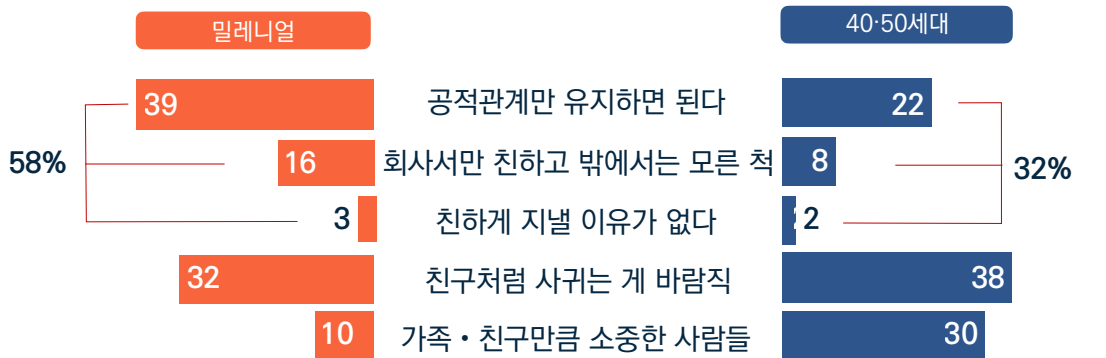 밀레니얼 40·50세대
39 공적관계만 유지하면 된다 22
58% 16 회사서만 친하고 밖에서는 모른 척 8 32%
3 친하게 지낼 이유가 없다 2
32 친구처럼 사귀는 게 바람직 38
10 가족・친구만큼 소중한 사람들 30